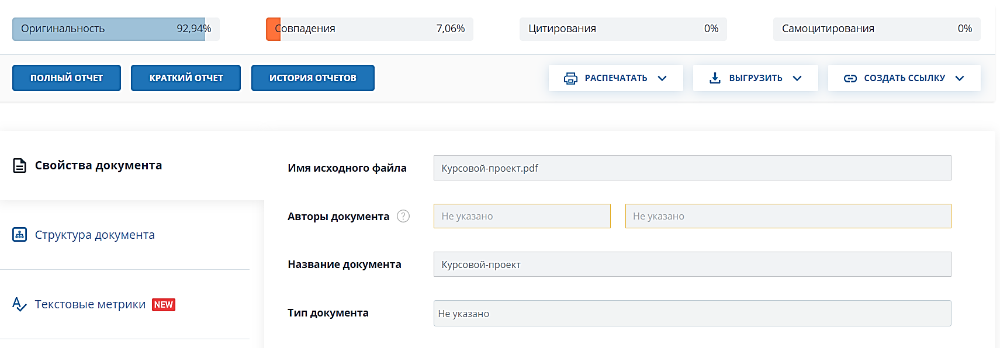 Оригинальность 92,94% Совпадения 7,06% Цитирования 0% Самоцитирования 0%
ПОЛНЫЙ ОТЧЕТ КРАТКИЙ ОТЧЕТ ИСТОРИЯ ОТЧЕТОВ РАСПЕЧАТАТЬ ВЫГРУЗИТЬ СОЗДАТЬ ССЫЛКУ
Свойства документа
Структура документа
Текстовые метрики NEW
Имя исходного файла Курсовой-проект.pdf
Авторы документа ? Не указано Не указано
Название документа Курсовой-проект
Тип документа Не указано